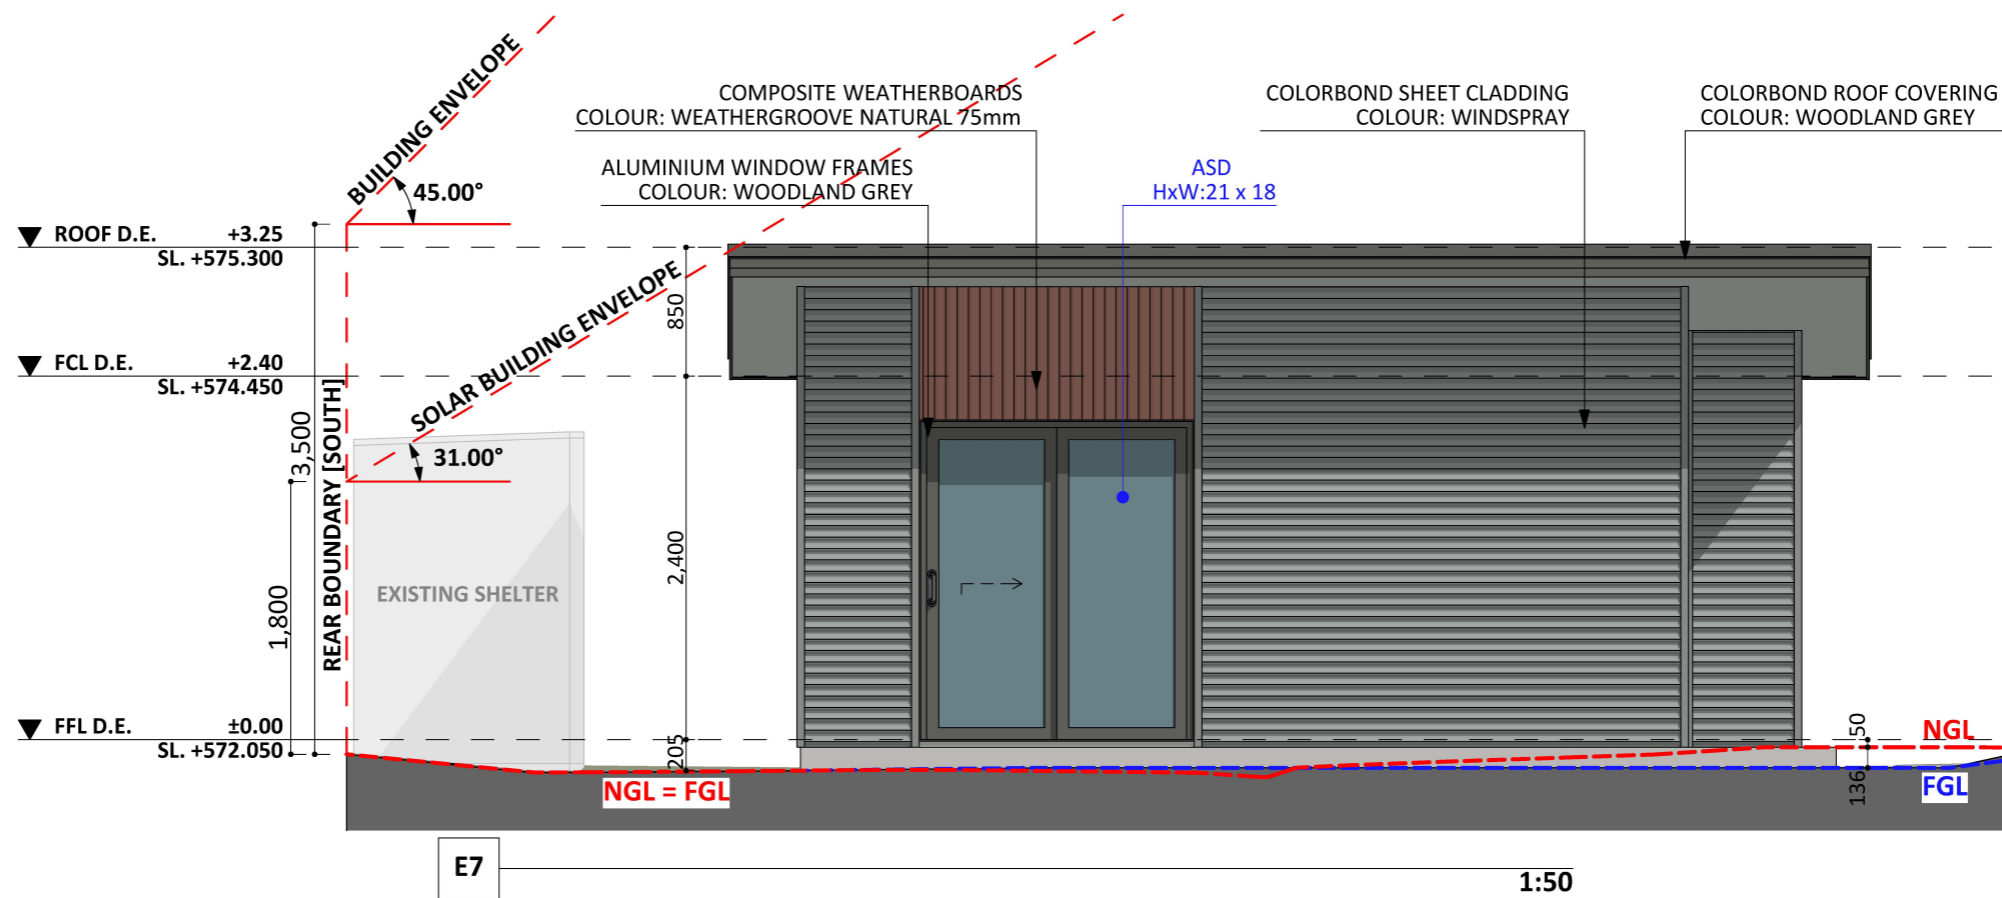 BUILDING ENVELOPE
45.00°
COMPOSITE WEATHERBOARDS
COLOUR: WEATHERGROOVE NATURAL 75mm
COLORBOND SHEET CLADDING
COLOUR: WINDSPRAY
COLORBOND ROOF COVERING
COLOUR: WOODLAND GREY
ALUMINIUM WINDOW FRAMES
COLOUR: WOODLAND GREY
ASD
HxW:21 x 18
ROOF D.E. +3.25
SL. +575.300
SOLAR BUILDING ENVELOPE
31.00°
850
FCL D.E. +2.40
SL. +574.450
3,500
REAR BOUNDARY [SOUTH]
1,800
EXISTING SHELTER
2,400
FFL D.E. ±0.00
SL. +572.050
205
NGL = FGL
50
NGL
136
FGL
E7
1:50